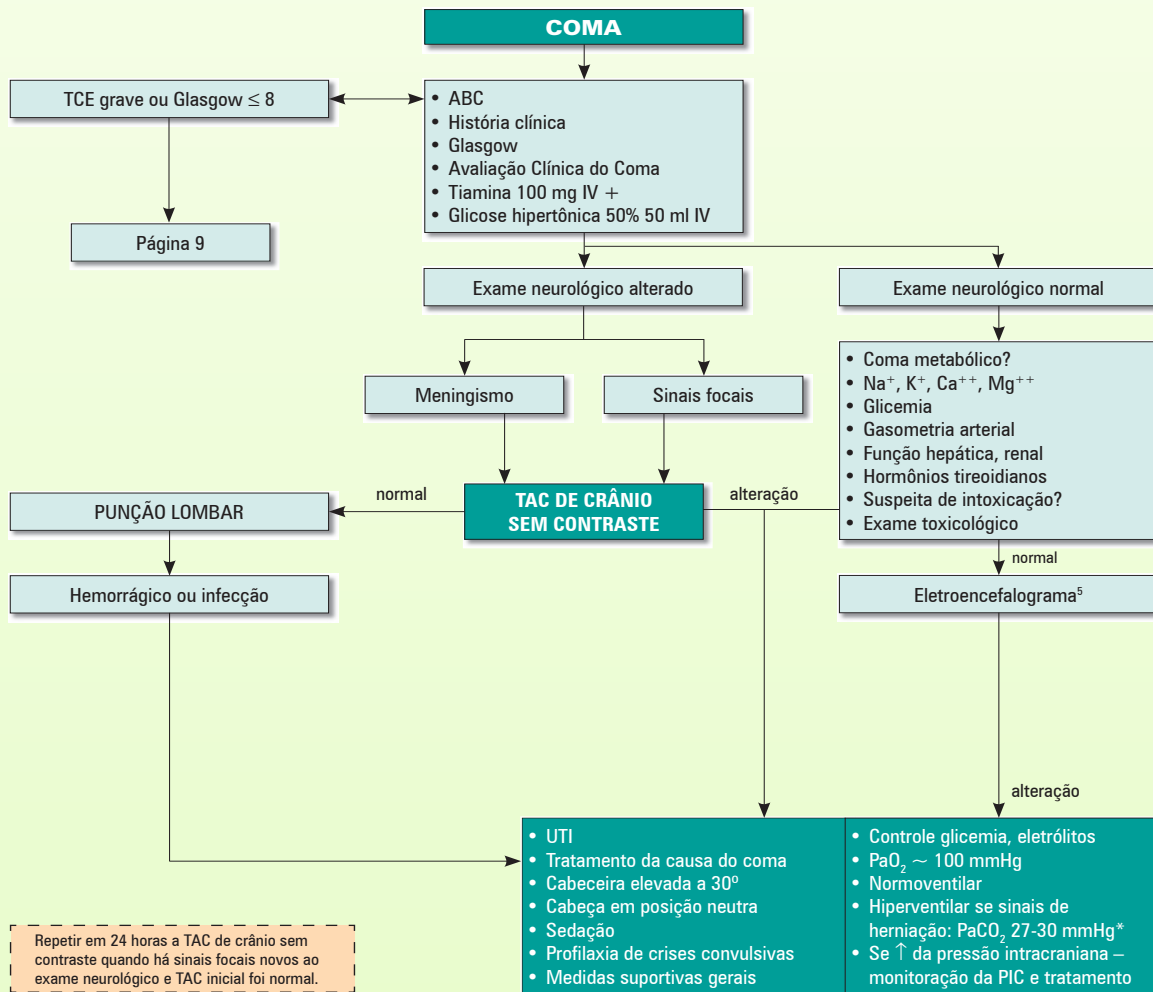 COMA
TCE grave ou Glasgow ≤ 8
• ABC
• História clínica
• Glasgow
• Avaliação Clínica do Coma
• Tiamina 100 mg IV +
• Glicose hipertônica 50% 50 ml IV
Página 9
Exame neurológico alterado
Exame neurológico normal
Meningismo
Sinais focais
• Coma metabólico?
• Na⁺, K⁺, Ca⁺⁺, Mg⁺⁺
• Glicemia
• Gasometria arterial
• Função hepática, renal
• Hormônios tireoidianos
• Suspeita de intoxicação?
• Exame toxicológico
normal
TAC DE CRÂNIO
SEM CONTRASTE
alteração
PUNÇÃO LOMBAR
Hemorrágico ou infecção
normal
Eletroencefalograma⁵
alteração
• UTI
• Tratamento da causa do coma
• Cabeceira elevada a 30º
• Cabeça em posição neutra
• Sedação
• Profilaxia de crises convulsivas
• Medidas suportivas gerais
• Controle glicemia, eletrólitos
• PaO₂ ~ 100 mmHg
• Normoventilar
• Hiperventilar se sinais de
herniação: PaCO₂ 27-30 mmHg*
• Se ↑ da pressão intracraniana –
monitoração da PIC e tratamento
Repetir em 24 horas a TAC de crânio sem
contraste quando há sinais focais novos ao
exame neurológico e TAC inicial foi normal.